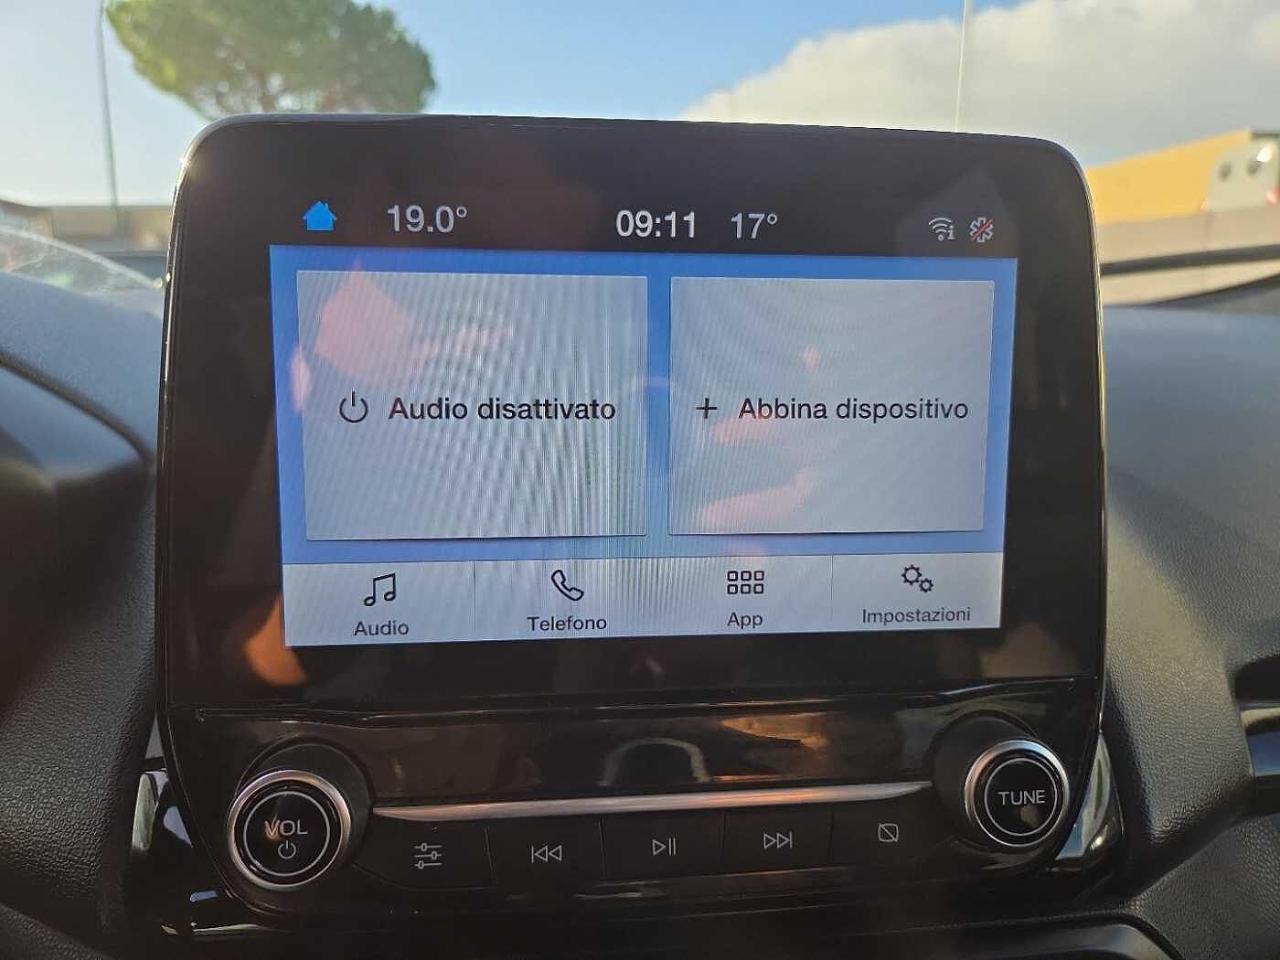 19.0° 09:11 17°
Audio disattivato
+ Abbina dispositivo
Audio Telefono App Impostazioni
VOL
TUNE